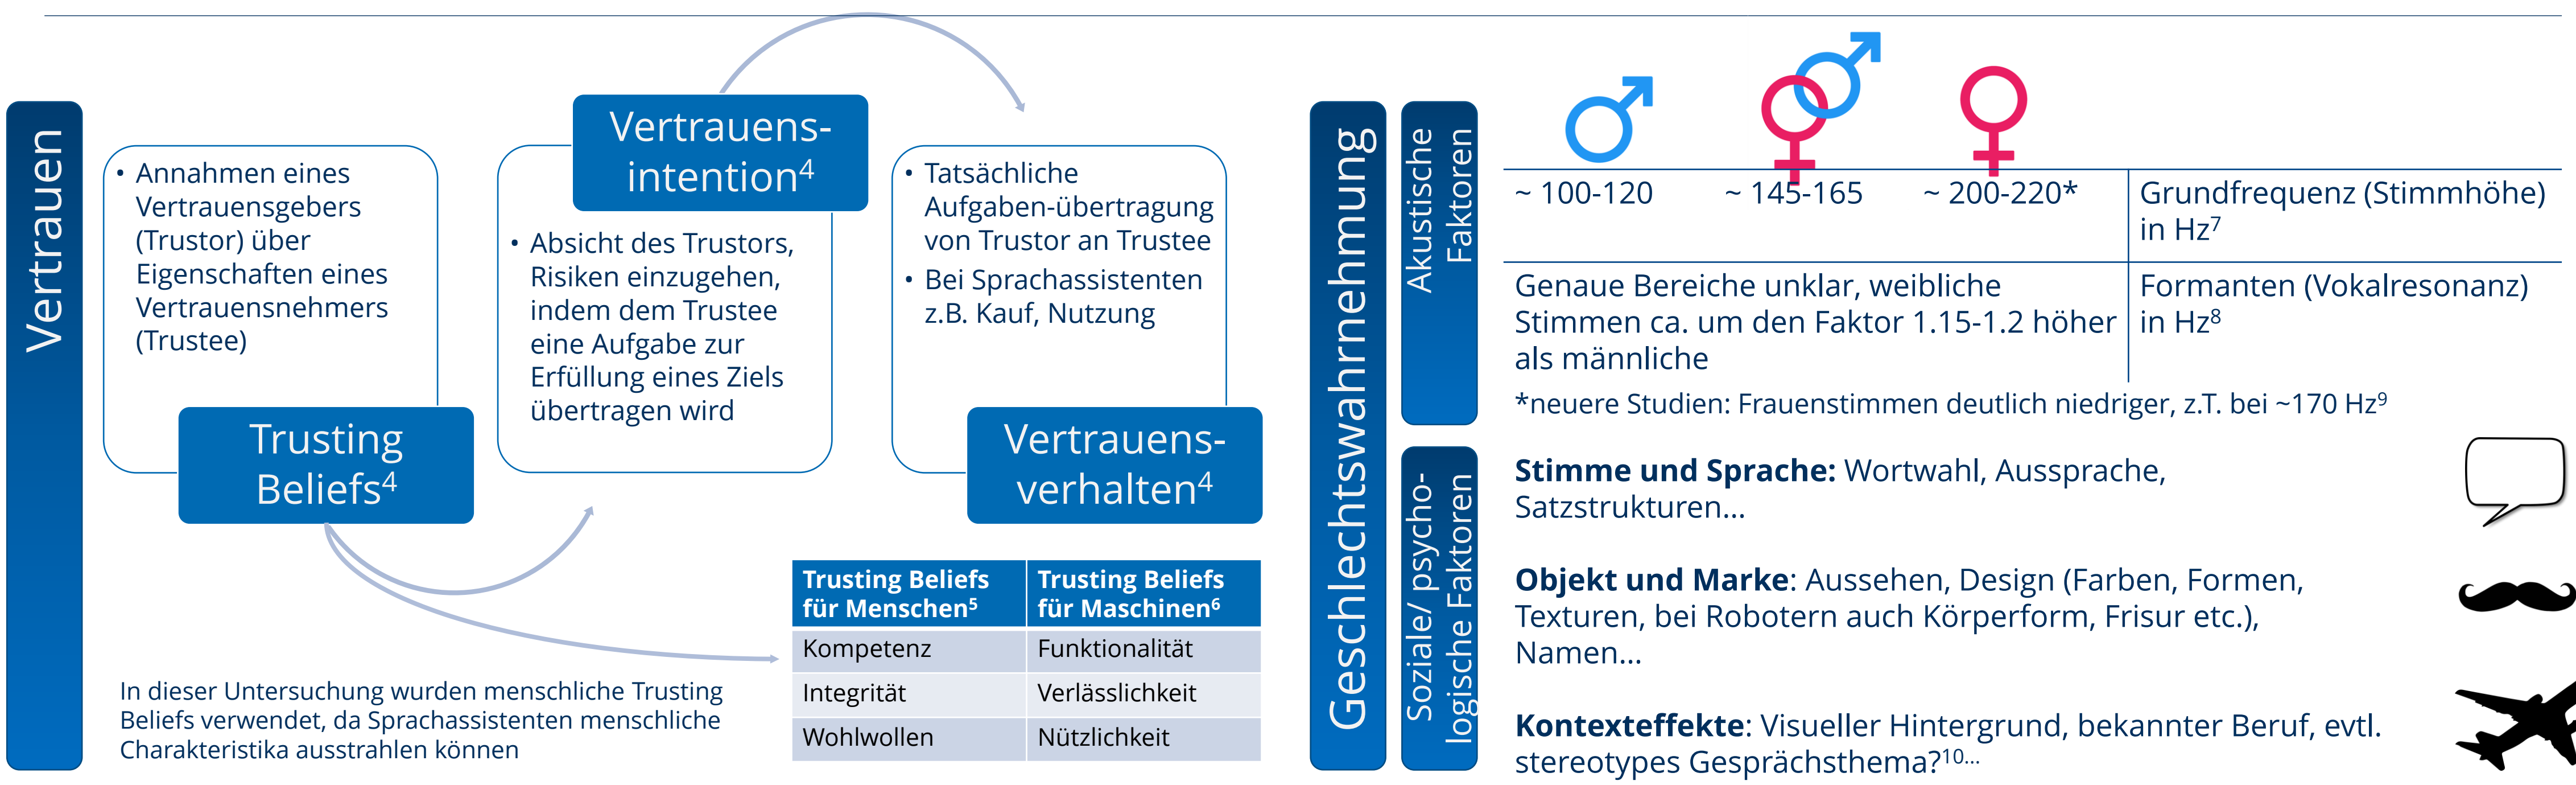 Vertrauen
• Annahmen eines
Vertrauensgebers
(Trustor) über
Eigenschaften eines
Vertrauensnehmers
(Trustee)
Trusting
Beliefs⁴
Vertrauens-
intention⁴
• Absicht des Trustors,
Risiken einzugehen,
indem dem Trustee
eine Aufgabe zur
Erfüllung eines Ziels
übertragen wird
• Tatsächliche
Aufgaben-übertragung
von Trustor an Trustee
• Bei Sprachassistenten
z.B. Kauf, Nutzung
Vertrauens-
verhalten⁴
Trusting Beliefs
für Menschen⁵
Trusting Beliefs
für Maschinen⁶
Kompetenz
Funktionalität
Integrität
Verlässlichkeit
Wohlwollen
Nützlichkeit
In dieser Untersuchung wurden menschliche Trusting
Beliefs verwendet, da Sprachassistenten menschliche
Charakteristika ausstrahlen können
Geschlechtswahrnehmung
Akustische
Faktoren
~ 100-120
~ 145-165
~ 200-220*
Grundfrequenz (Stimmhöhe)
in Hz⁷
Genaue Bereiche unklar, weibliche
Stimmen ca. um den Faktor 1.15-1.2 höher
als männliche
Formanten (Vokalresonanz)
in Hz⁸
*neuere Studien: Frauenstimmen deutlich niedriger, z.T. bei ~170 Hz⁹
Soziale/ psycho-
logische Faktoren
Stimme und Sprache: Wortwahl, Aussprache,
Satzstrukturen…
Objekt und Marke: Aussehen, Design (Farben, Formen,
Texturen, bei Robotern auch Körperform, Frisur etc.),
Namen…
Kontexteffekte: Visueller Hintergrund, bekannter Beruf, evtl.
stereotypes Gesprächsthema?¹⁰…